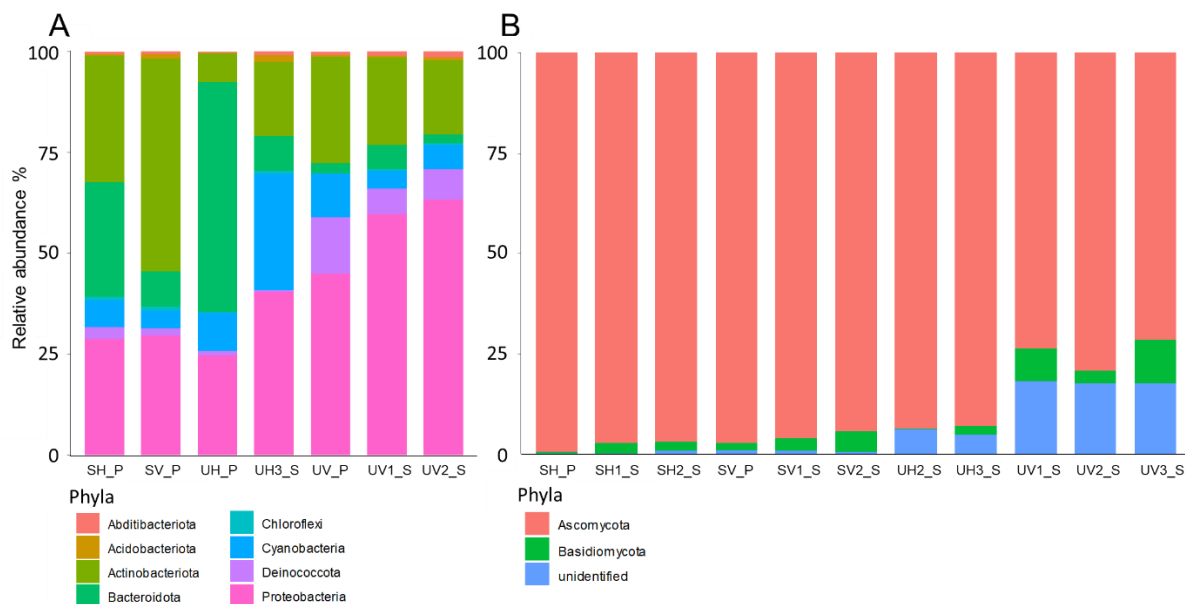 A
100
75
50
25
0
Relative abundance %
SH_P SV_P UH_P UH3_S UV_P UV1_S UV2_S
Phyla
Abditibacteriota
Acidobacteriota
Actinobacteriota
Bacteroidota
Chloroflexi
Cyanobacteria
Deinococcota
Proteobacteria
B
100
75
50
25
0
SH_P SH1_S SH2_S SV_P SV1_S SV2_S UH2_S UH3_S UV1_S UV2_S UV3_S
Phyla
Ascomycota
Basidiomycota
unidentified